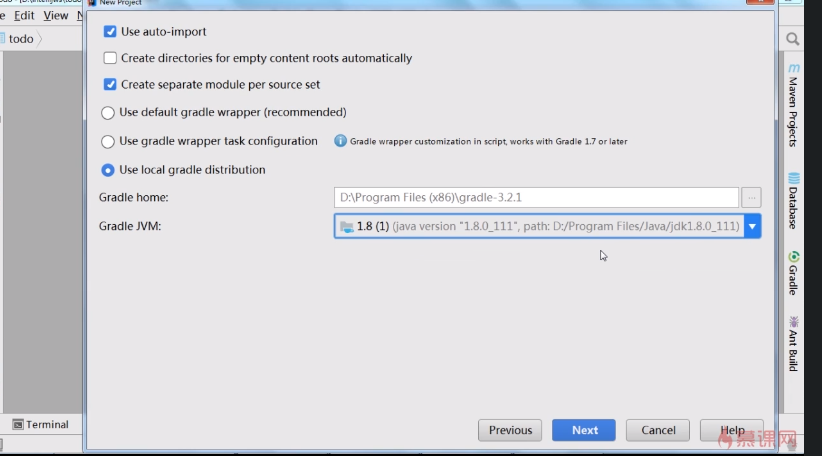 New Project
Edit View
todo
Use auto-import
Create directories for empty content roots automatically
Create separate module per source set
Use default gradle wrapper (recommended)
Use gradle wrapper task configuration
Gradle wrapper customization in script, works with Gradle 1.7 or later
Use local gradle distribution
Gradle home:
D:\Program Files (x86)\gradle-3.2.1
...
Gradle JVM:
1.8 (1) (java version "1.8.0_111", path: D:/Program Files/Java/jdk1.8.0_111)
Maven Projects
Database
Gradle
Ant Build
Terminal
Previous
Next
Cancel
Help
慕课网